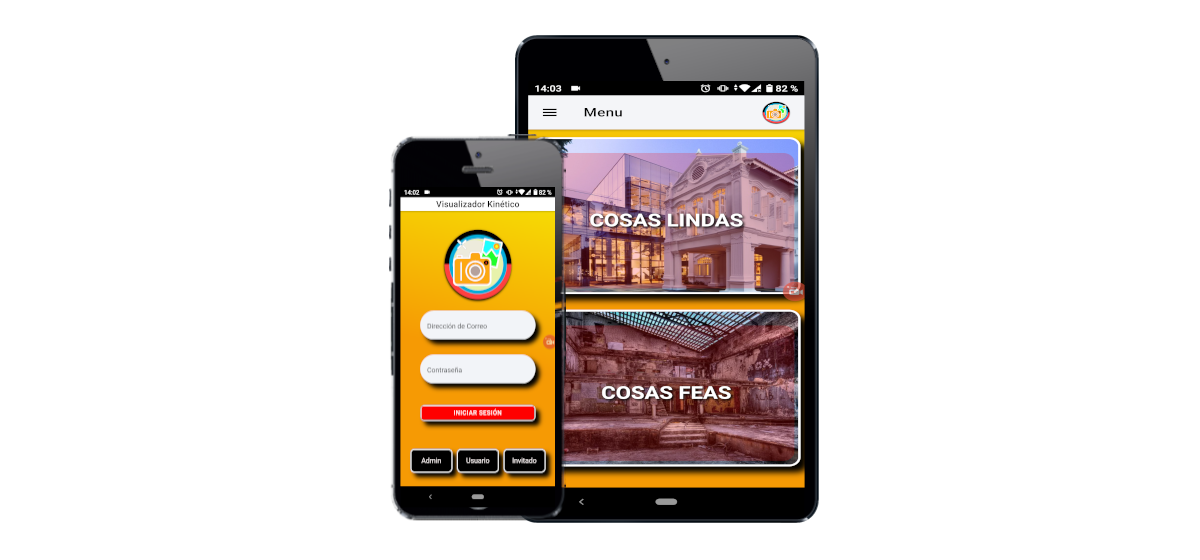 14:02
82 %
Visualizador Kinético
Dirección de Correo
Contraseña
INICIAR SESIÓN
Admin
Usuario
Invitado
14:03
82 %
Menu
COSAS LINDAS
COSAS FEAS